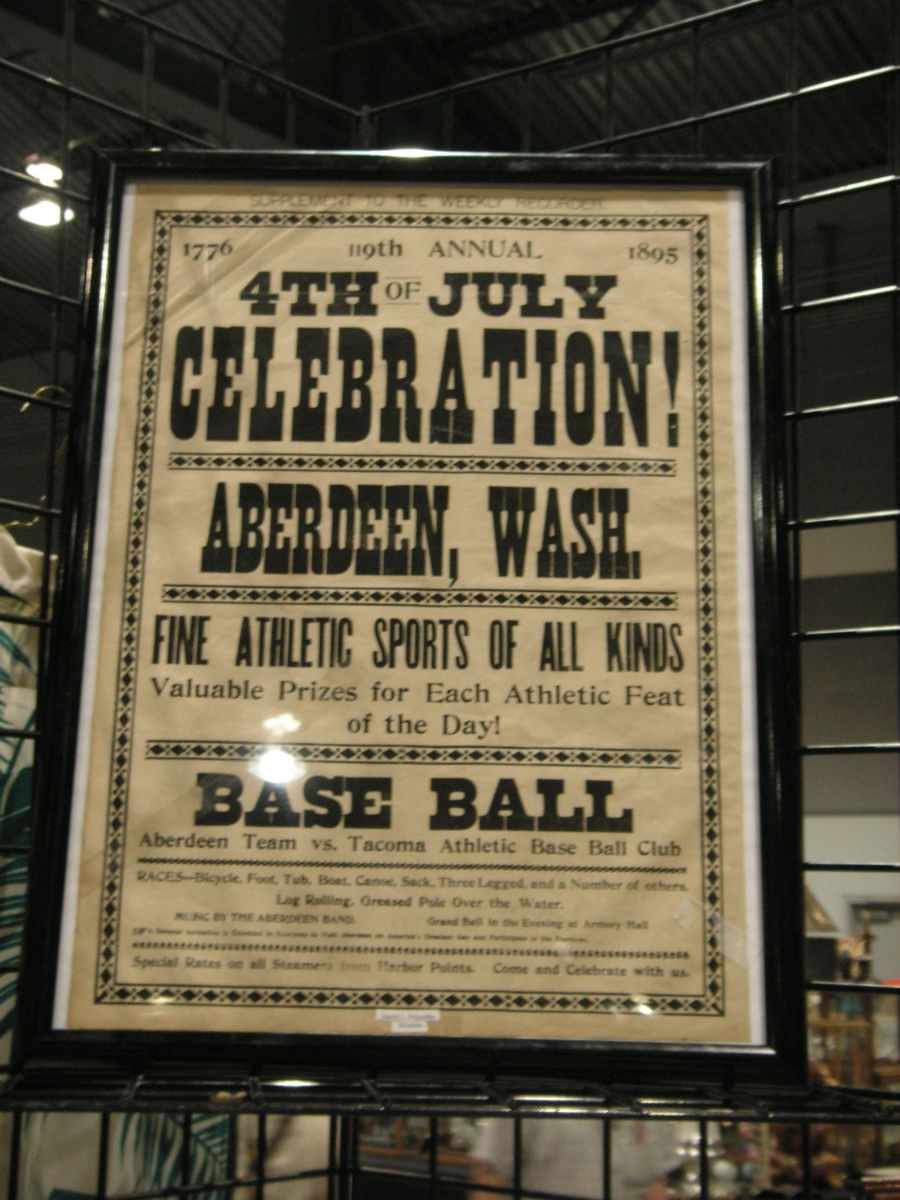 SUPPLEMENT TO THE WEEKLY RECORDER.
1776 119th ANNUAL 1895
4TH OF JULY
CELEBRATION!
ABERDEEN, WASH.
FINE ATHLETIC SPORTS OF ALL KINDS
Valuable Prizes for Each Athletic Feat
of the Day!
BASE BALL
Aberdeen Team vs. Tacoma Athletic Base Ball Club
RACES—Bicycle, Foot, Tub, Boat, Canoe, Sack, Three Legged, and a Number of others.
Log Rolling, Greased Pole Over the Water.
MUSIC BY THE ABERDEEN BAND. Grand Ball in the Evening at Armory Hall
Special Rates on all Steamers from Harbor Points. Come and Celebrate with us.